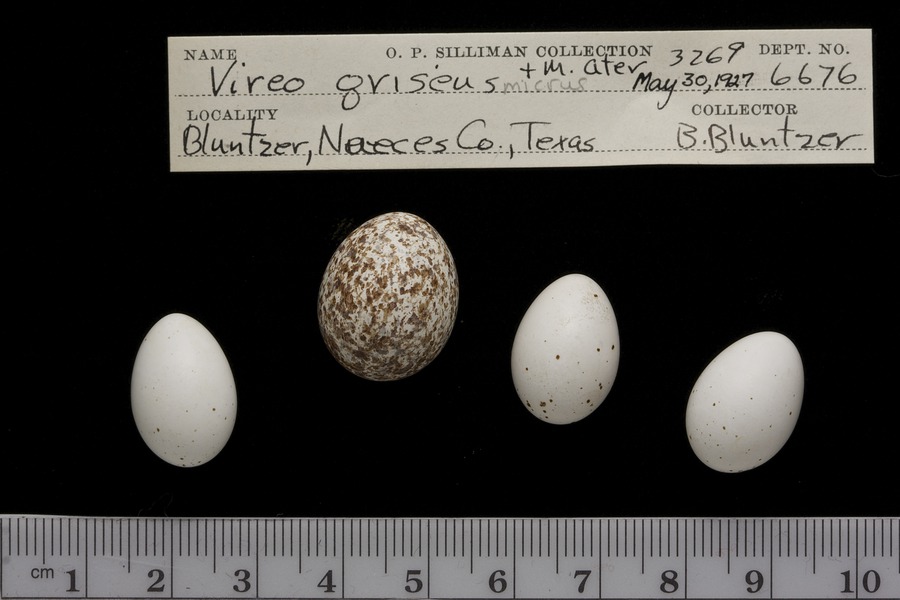 NAME O. P. SILLIMAN COLLECTION 3269 DEPT. NO.
Vireo griseus micrus + M. ater May 30, 1927 6676
LOCALITY COLLECTOR
Bluntzer, Nueces Co., Texas B. Bluntzer
cm 1 2 3 4 5 6 7 8 9 10